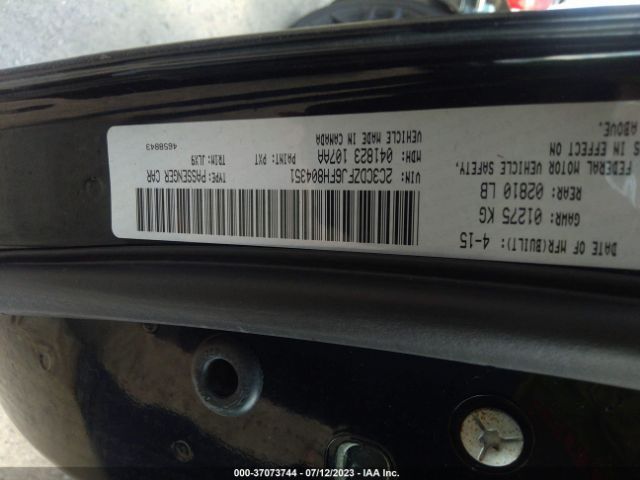 DATE OF MFR(BUILT): 4-15
GAWR: 01275 KG
REAR: 02810 LB
FEDERAL MOTOR VEHICLE SAFETY,
S IN EFFECT ON
ABOVE.
VIN: 2C3CDZFJ6FH804351
TYPE: PASSENGER CAR
MDH: 041823 107AA
PAINT: PXT
TRIM: JLX9
VEHICLE MADE IN CANADA
4658843
000-37073744 - 07/12/2023 - IAA Inc.